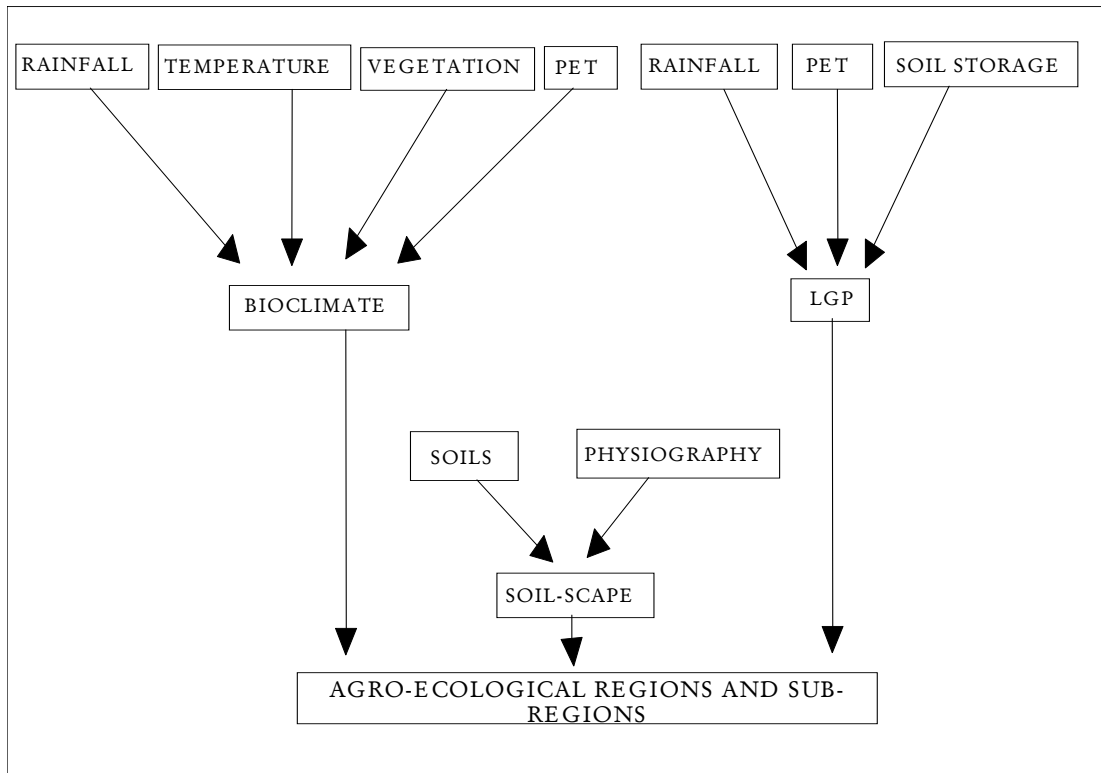 RAINFALL
TEMPERATURE
VEGETATION
PET
RAINFALL
PET
SOIL STORAGE
BIOCLIMATE
LGP
SOILS
PHYSIOGRAPHY
SOIL-SCAPE
AGRO-ECOLOGICAL REGIONS AND SUB-
REGIONS